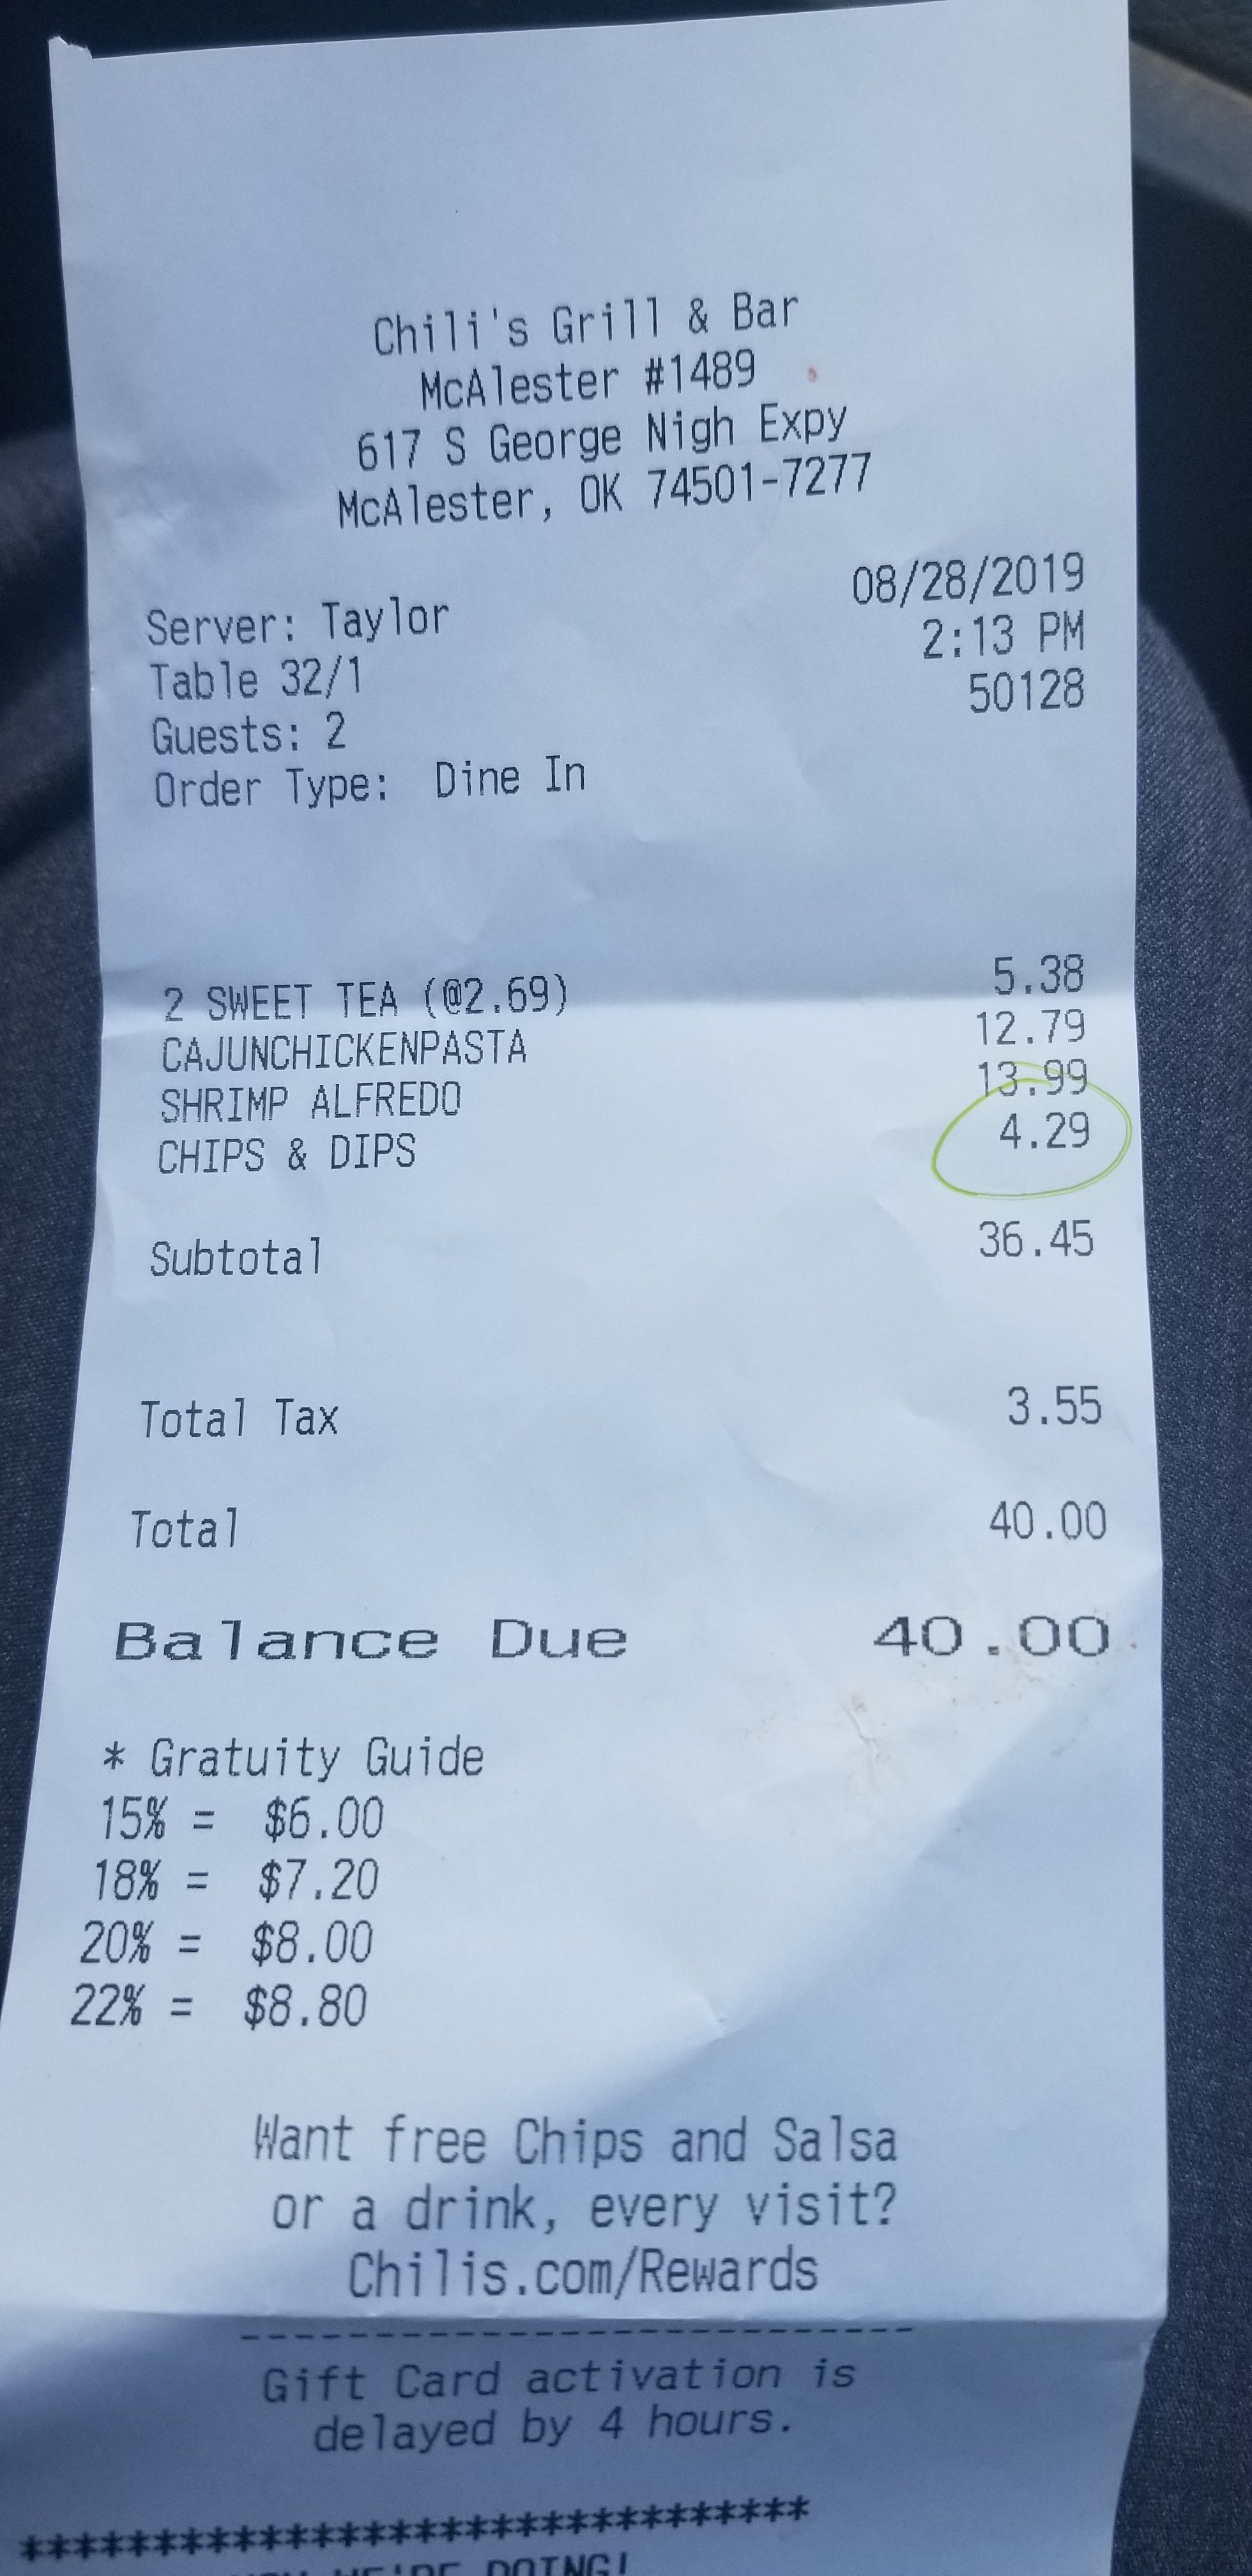 Chili's Grill & Bar
McAlester #1489
617 S George Nigh Expy
McAlester, OK 74501-7277
08/28/2019
Server: Taylor 2:13 PM
Table 32/1 50128
Guests: 2
Order Type: Dine In
2 SWEET TEA (@2.69) 5.38
CAJUNCHICKENPASTA 12.79
SHRIMP ALFREDO 13.99
CHIPS & DIPS 4.29
Subtotal 36.45
Total Tax 3.55
Total 40.00
Balance Due 40.00
* Gratuity Guide
15% = $6.00
18% = $7.20
20% = $8.00
22% = $8.80
Want free Chips and Salsa
or a drink, every visit?
Chilis.com/Rewards
--------------------------
Gift Card activation is
delayed by 4 hours.
******************************
WE'RE DOING!